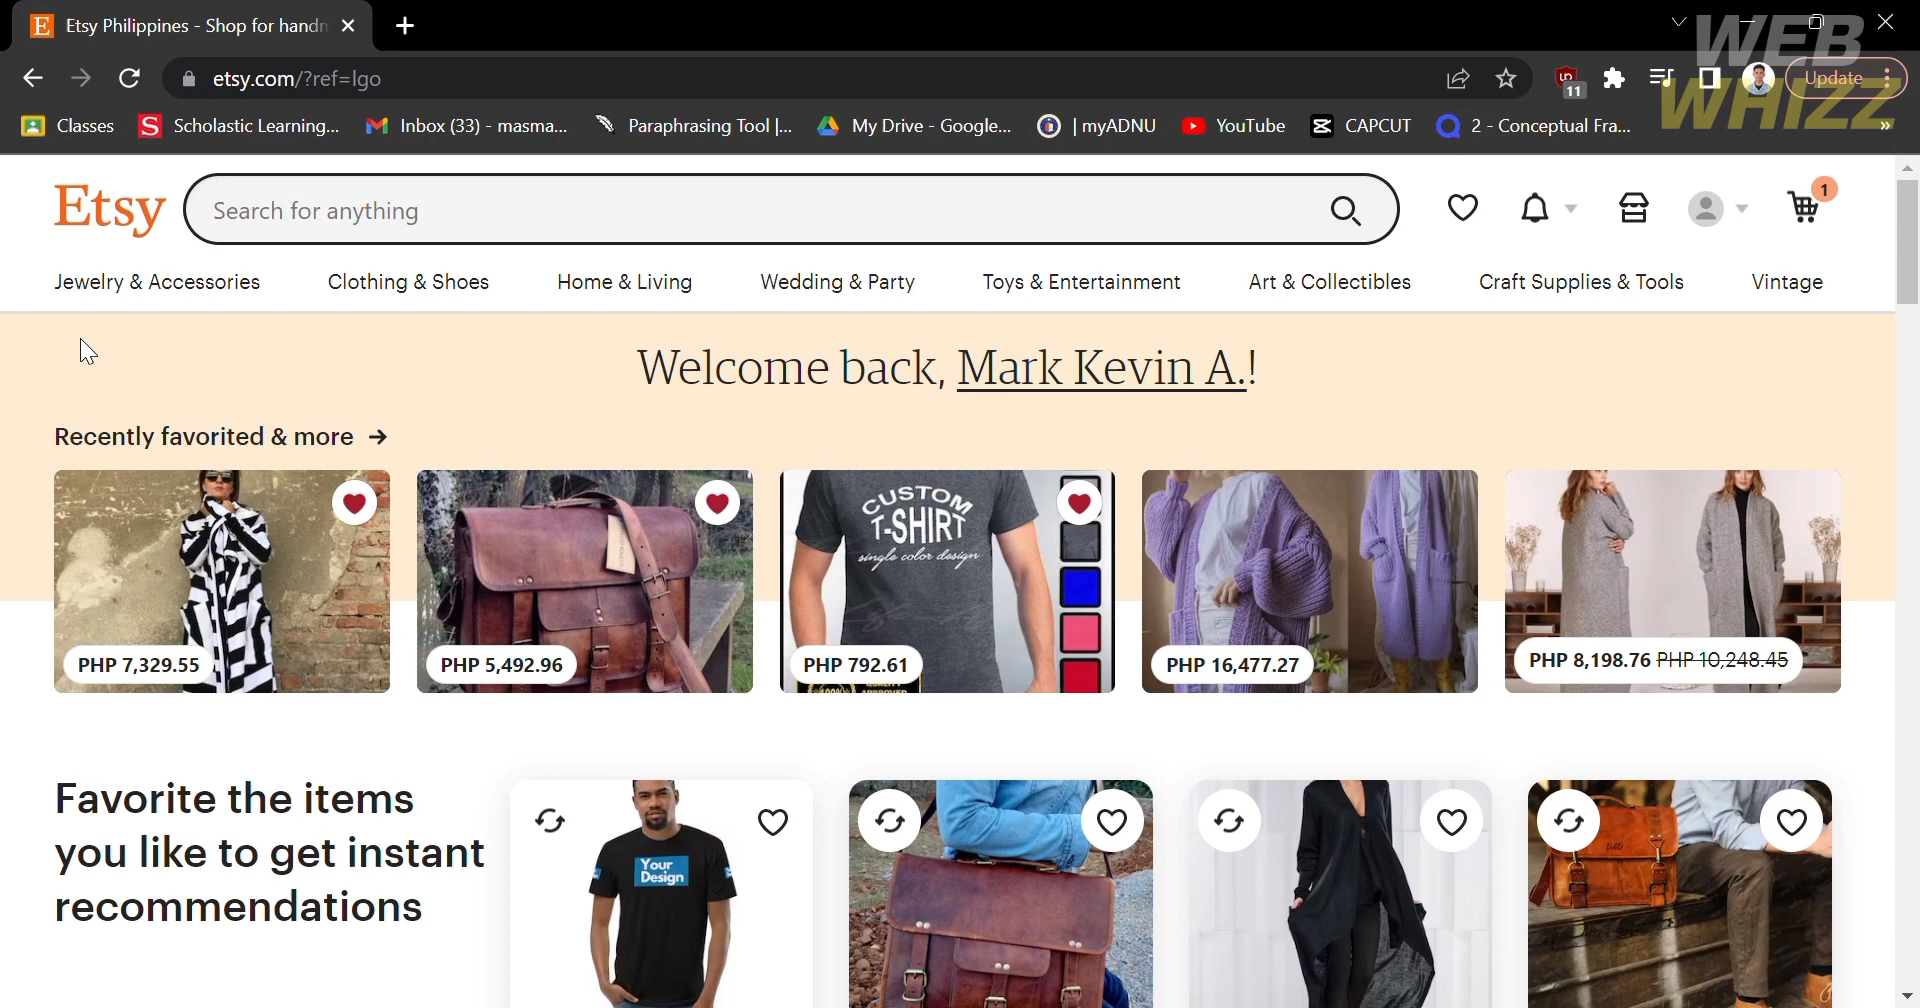 Etsy Philippines - Shop for handm
WEB
WHIZZ
etsy.com/?ref=lgo
11
Update
Classes
Scholastic Learning...
Inbox (33) - masma...
Paraphrasing Tool |...
My Drive - Google...
| myADNU
YouTube
CAPCUT
2 - Conceptual Fra...
»
Etsy
Search for anything
1
Jewelry & Accessories
Clothing & Shoes
Home & Living
Wedding & Party
Toys & Entertainment
Art & Collectibles
Craft Supplies & Tools
Vintage
Welcome back, Mark Kevin A.!
Recently favorited & more →
CUSTOM
T-SHIRT
single color design
PHP 7,329.55
PHP 5,492.96
PHP 792.61
PHP 16,477.27
PHP 8,198.76 PHP 10,248.45
Favorite the items
you like to get instant
recommendations
Your
Design
DAD